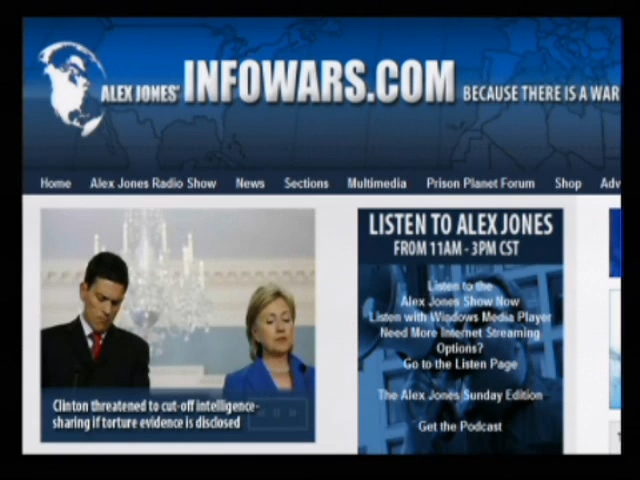 ALEX JONES' INFOWARS.COM BECAUSE THERE IS A WAR
Home Alex Jones Radio Show News Sections Multimedia Prison Planet Forum Shop Adv
LISTEN TO ALEX JONES
FROM 11AM - 3PM CST
Listen to the
Alex Jones Show Now
Listen with Windows Media Player
Need More Internet Streaming
Options?
Go to the Listen Page
The Alex Jones Sunday Edition
Get the Podcast
Clinton threatened to cut-off intelligence-
sharing if torture evidence is disclosed